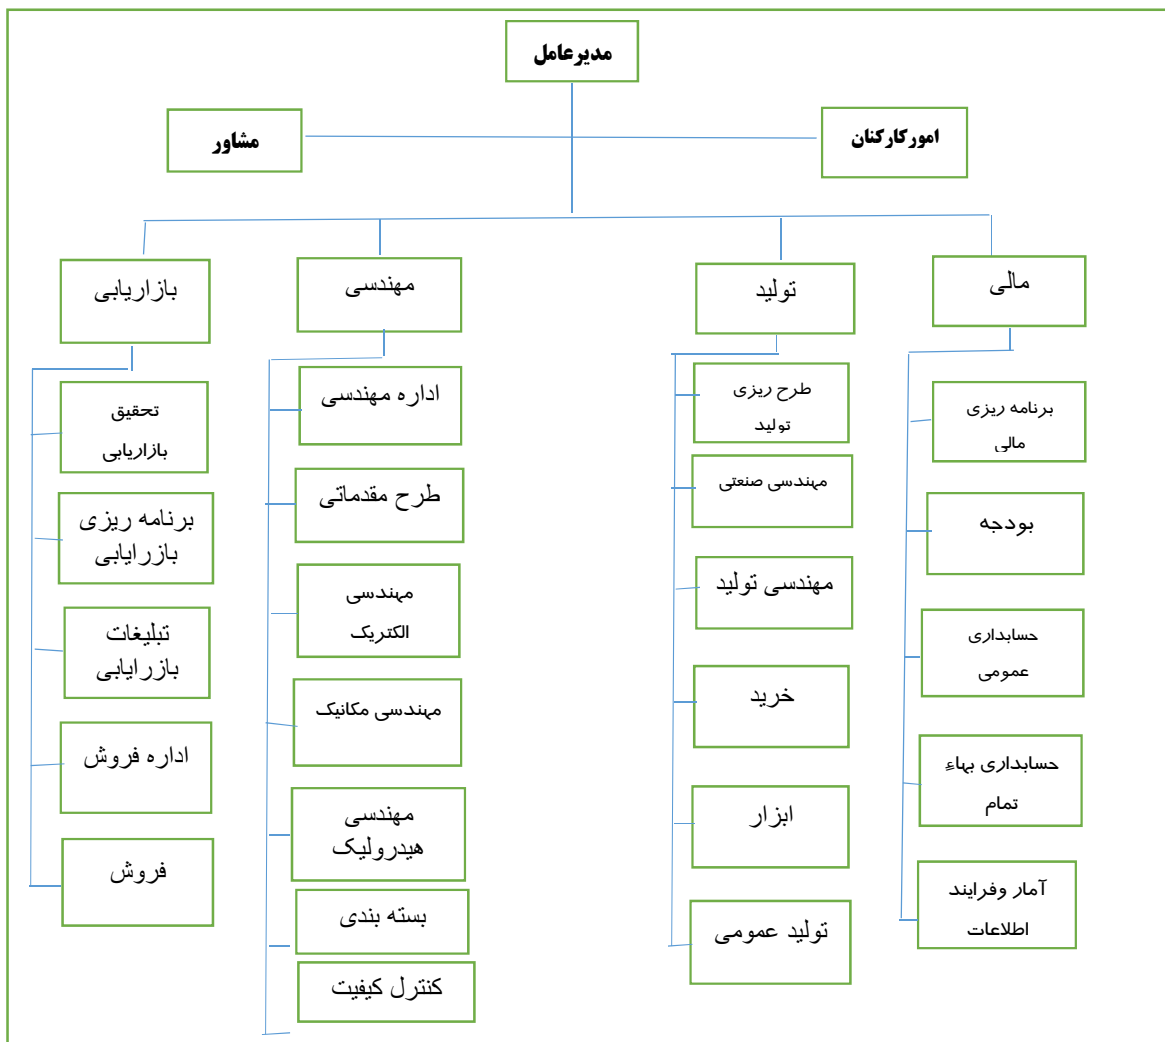 مدیرعامل
امورکارکنان
مشاور
مالی
تولید
مهندسی
بازاریابی
برنامه ریزی
مالی
بودجه
حسابداری
عمومی
حسابداری بهاء
تمام
آمار وفرایند
اطلاعات
طرح ریزی
تولید
مهندسی صنعتی
مهندسی تولید
خرید
ابزار
تولید عمومی
اداره مهندسی
طرح مقدماتی
مهندسی
الکتریک
مهندسی مکانیک
مهندسی
هیدرولیک
بسته بندی
کنترل کیفیت
تحقیق
بازاریابی
برنامه ریزی
بازرایابی
تبلیغات
بازرایابی
اداره فروش
فروش